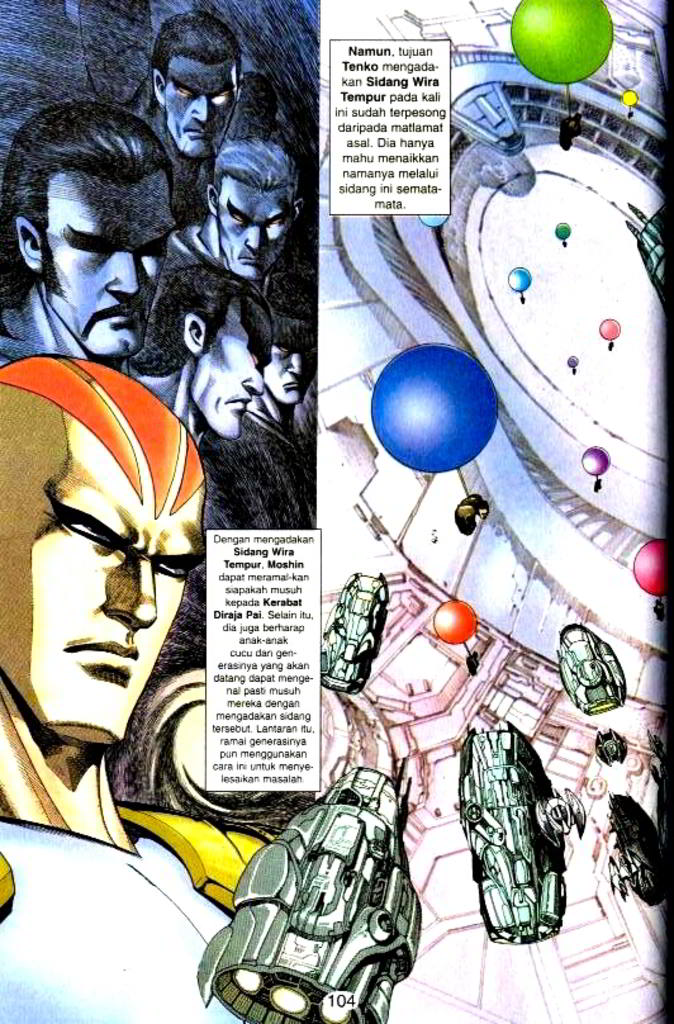 Namun, tujuan
Tenko mengada-
kan Sidang Wira
Tempur pada kali
ini sudah terpesong
daripada matlamat
asal. Dia hanya
mahu menaikkan
namanya melalui
sidang ini semata-
mata.
Dengan mengadakan
Sidang Wira
Tempur, Moshin
dapat meramal-kan
siapakah musuh
kepada Kerabat
Diraja Pai. Selain itu,
dia juga berharap
anak-anak
cucu dan gen-
erasinya yang akan
datang dapat menge-
nal pasti musuh
mereka dengan
mengadakan sidang
tersebut. Lantaran itu,
ramai generasinya
pun menggunakan
cara ini untuk menye-
lesaikan masalah.
104